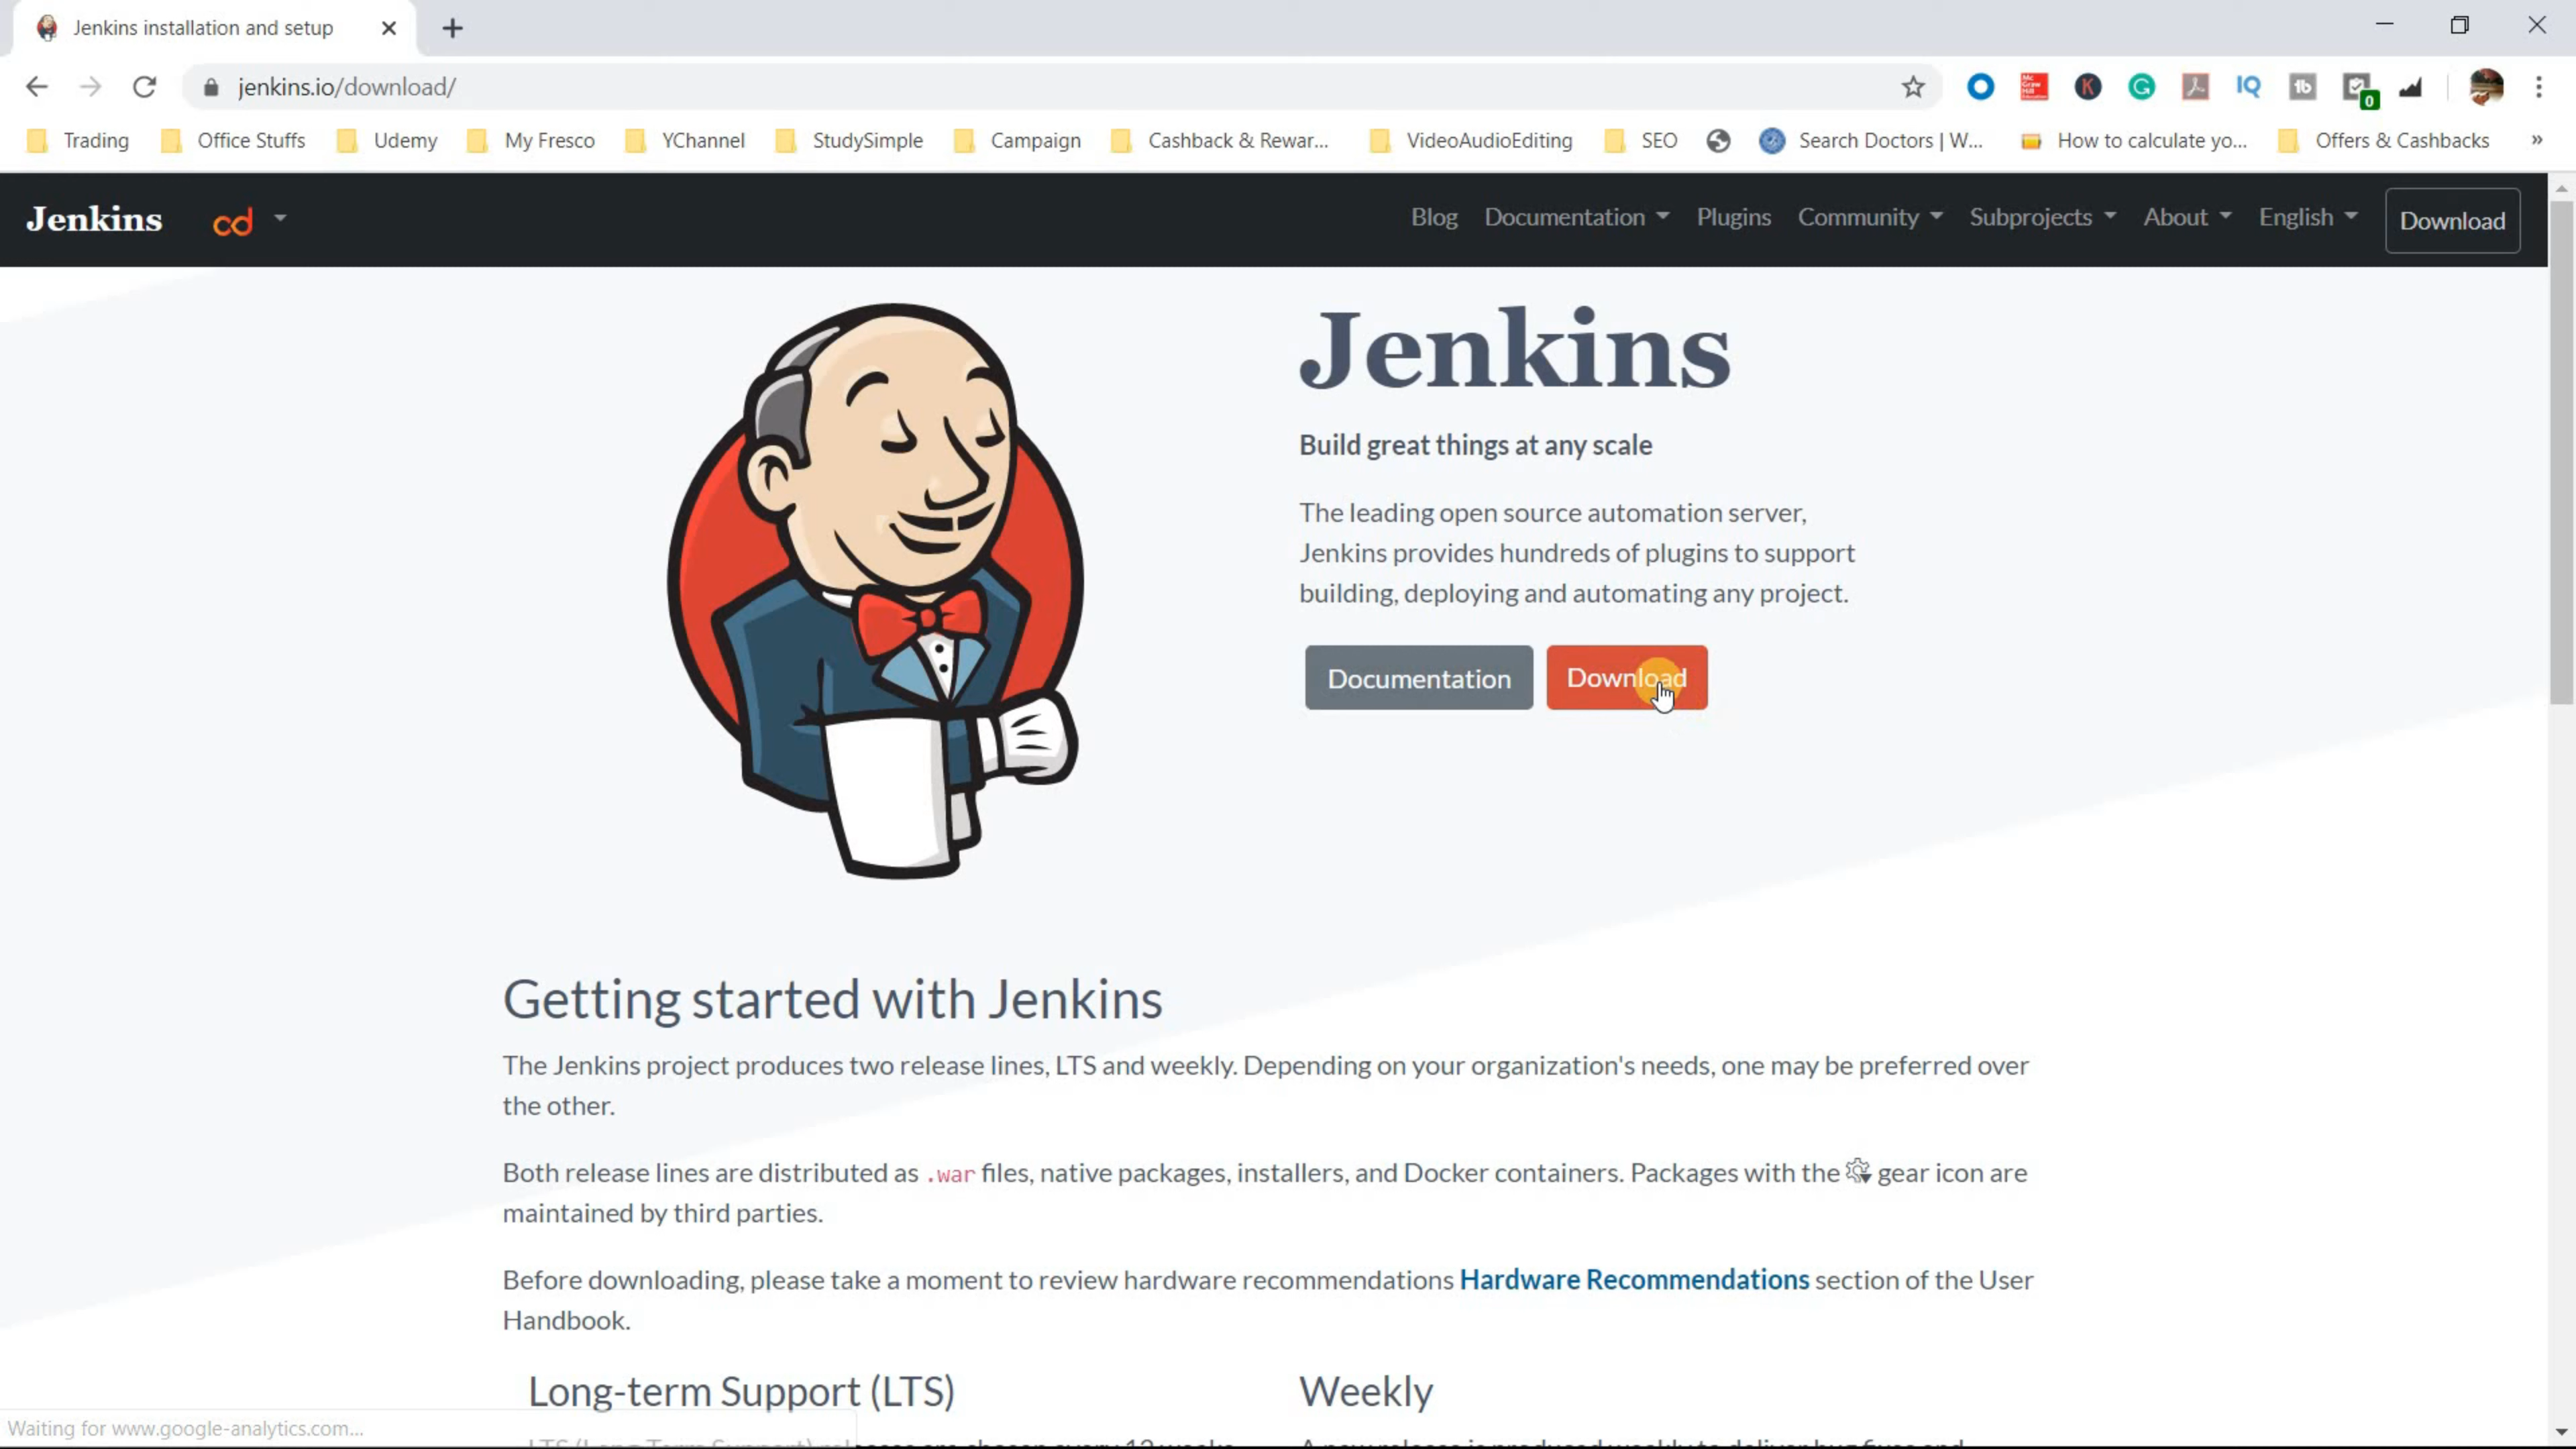 Jenkins installation and setup
jenkins.io/download/
0
Trading Office Stuffs Udemy My Fresco YChannel StudySimple Campaign Cashback & Rewar... VideoAudioEditing SEO Search Doctors | W... How to calculate yo... Offers & Cashbacks »
Jenkins cd Blog Documentation Plugins Community Subprojects About English Download
Jenkins
Build great things at any scale
The leading open source automation server,
Jenkins provides hundreds of plugins to support
building, deploying and automating any project.
Documentation Download
Getting started with Jenkins
The Jenkins project produces two release lines, LTS and weekly. Depending on your organization's needs, one may be preferred over
the other.
Both release lines are distributed as .war files, native packages, installers, and Docker containers. Packages with the gear icon are
maintained by third parties.
Before downloading, please take a moment to review hardware recommendations Hardware Recommendations section of the User
Handbook.
Long-term Support (LTS) Weekly
Waiting for www.google-analytics.com...